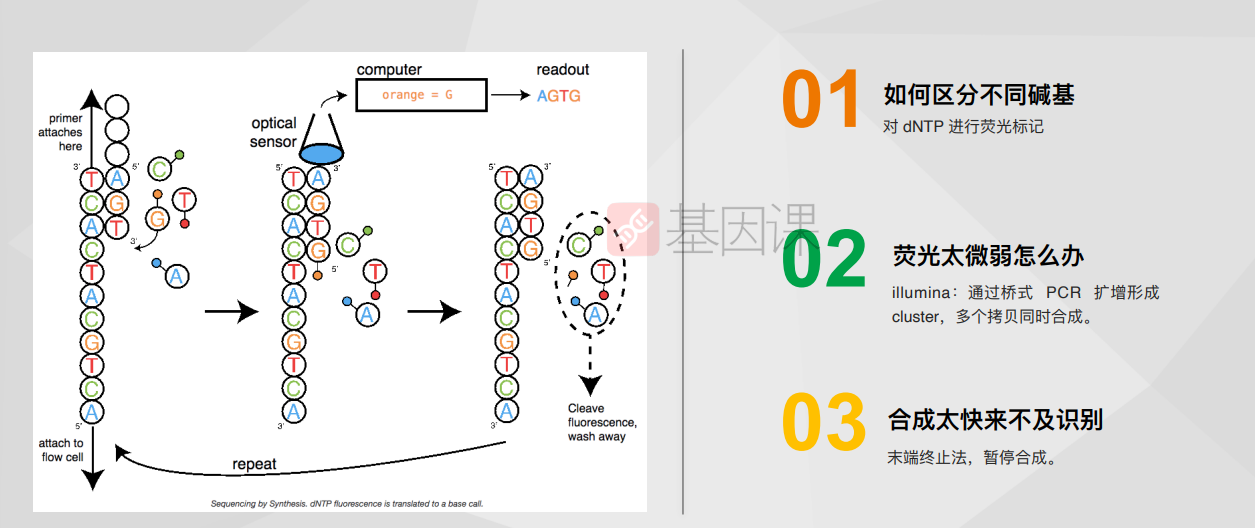 computer
readout
orange = G
AGTG
primer
attaches
here
optical
sensor
3'
5'
5'
3'
5'
3'
T A
C G
A T
C
T
A
C
G
T
C
A
C
G
T
A
3'
5'
T A
C G
A T
C G
T
A
C
G
T
C
A
C
T
A
5'
3'
T A
C G
A T
C G
T
A
C
G
T
C
A
5'
C
T
A
3'
attach to
flow cell
Cleave
fluorescence,
wash away
repeat
Sequencing by Synthesis. dNTP fluorescence is translated to a base call.
基因课
01
如何区分不同碱基
对 dNTP 进行荧光标记
02
荧光太微弱怎么办
illumina：通过桥式 PCR 扩增形成
cluster，多个拷贝同时合成。
03
合成太快来不及识别
末端终止法，暂停合成。